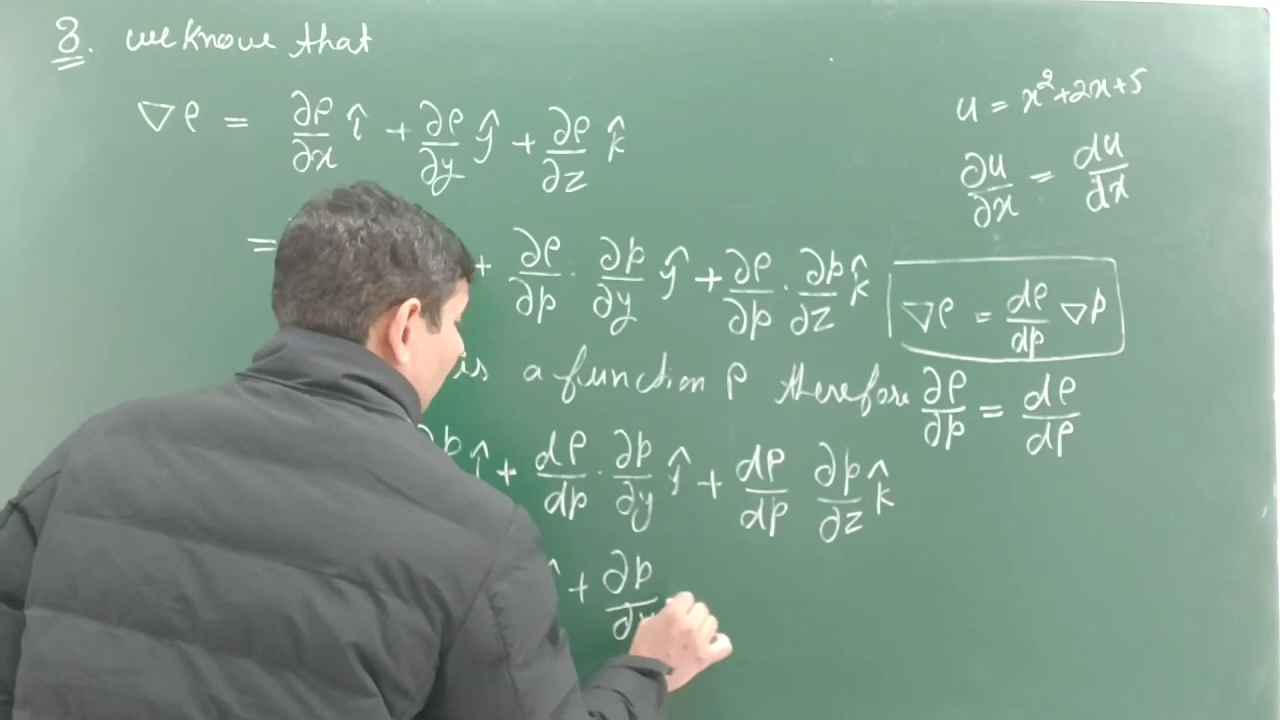 8. we know that
∇ρ = ∂ρ/∂x î + ∂ρ/∂y ĵ + ∂ρ/∂z k̂
= + ∂ρ/∂p · ∂p/∂y ĵ + ∂ρ/∂p · ∂p/∂z k̂
is a function P therefore ∂ρ/∂p = dρ/dp
∂p î + dρ/dp · ∂p/∂y ĵ + dρ/dp ∂p/∂z k̂
+ ∂p/∂y
u = x²+2x+5
∂u/∂x = du/dx
∇ρ = dρ/dp ∇p